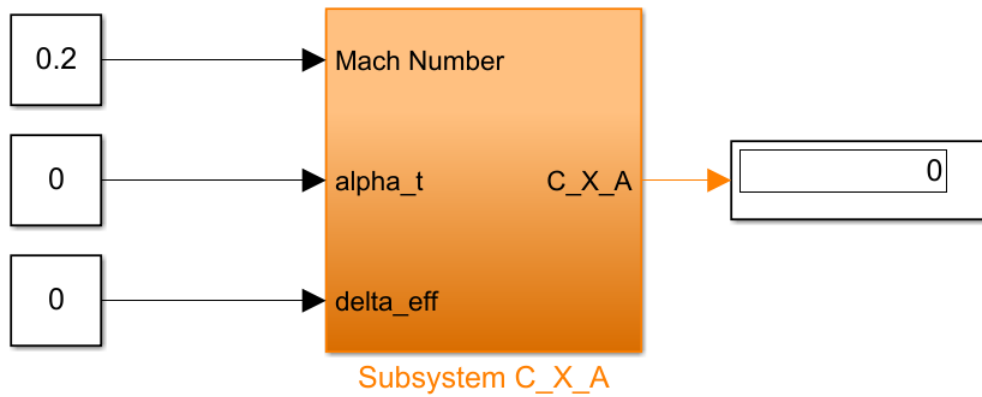 0.2
Mach Number
0
alpha_t
C_X_A
0
0
delta_eff
Subsystem C_X_A